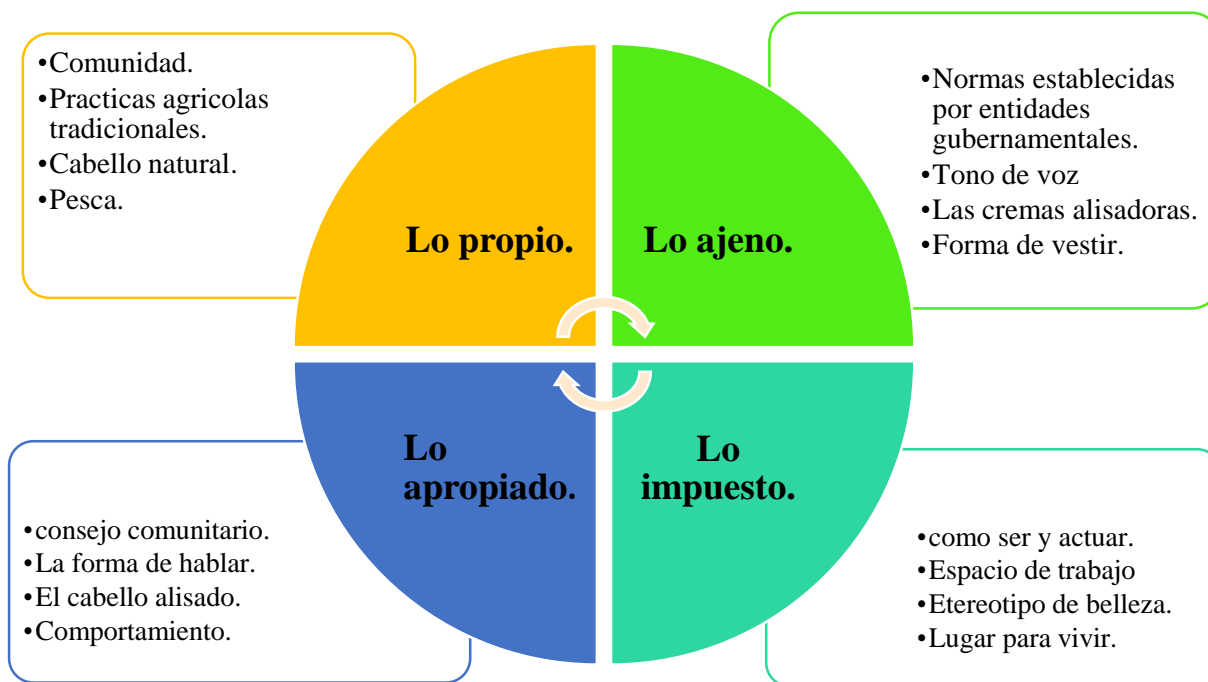 •Comunidad.
•Practicas agricolas
tradicionales.
•Cabello natural.
•Pesca.
Lo propio.
•Normas establecidas
por entidades
gubernamentales.
•Tono de voz
•Las cremas alisadoras.
•Forma de vestir.
Lo ajeno.
Lo
apropiado.
•consejo comunitario.
•La forma de hablar.
•El cabello alisado.
•Comportamiento.
Lo
impuesto.
•como ser y actuar.
•Espacio de trabajo
•Etereotipo de belleza.
•Lugar para vivir.